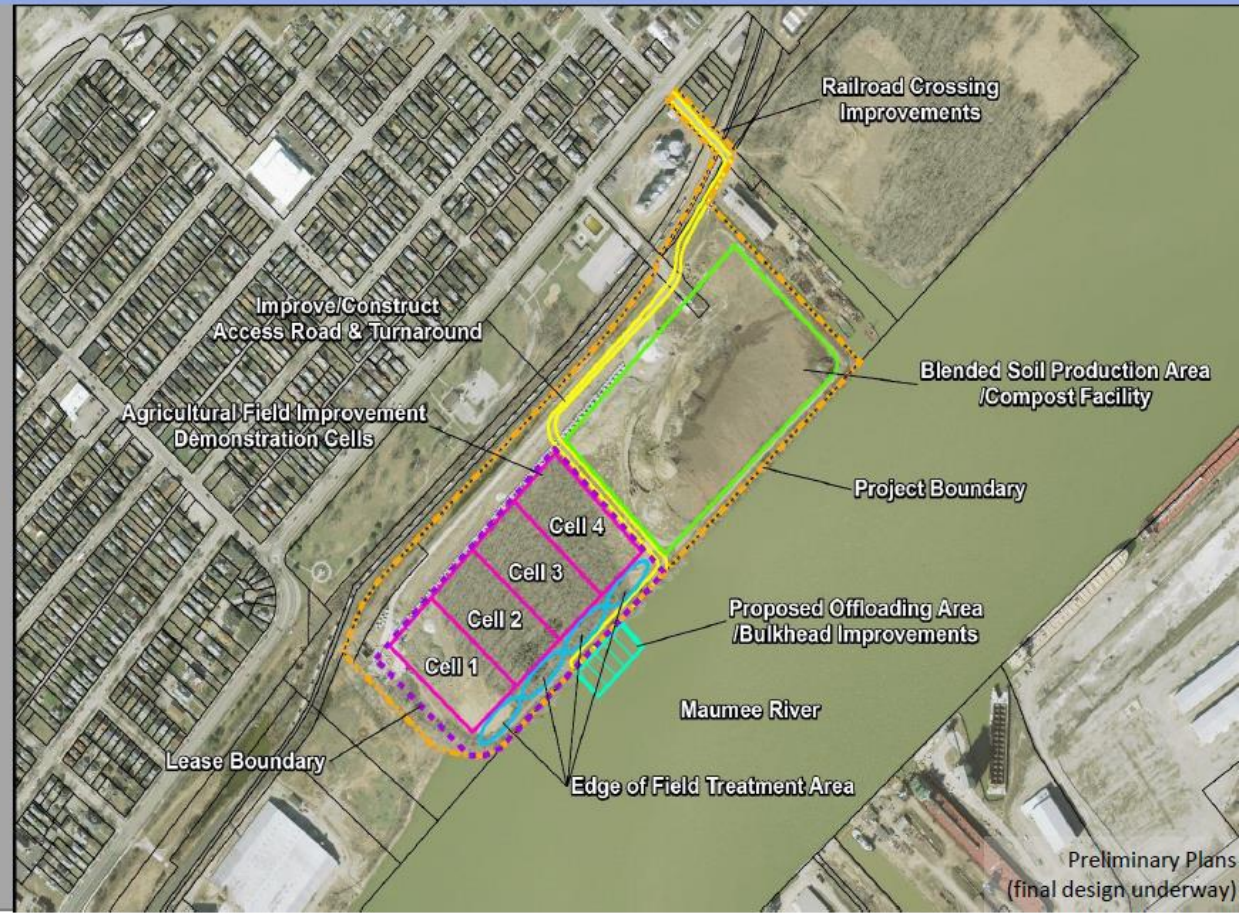 Railroad Crossing
Improvements
Improve/Construct
Access Road & Turnaround
Blended Soil Production Area
/Compost Facility
Agricultural Field Improvement
Demonstration Cells
Project Boundary
Cell 4
Cell 3
Cell 2
Cell 1
Proposed Offloading Area
/Bulkhead Improvements
Maumee River
Lease Boundary
Edge of Field Treatment Area
Preliminary Plans
(final design underway)